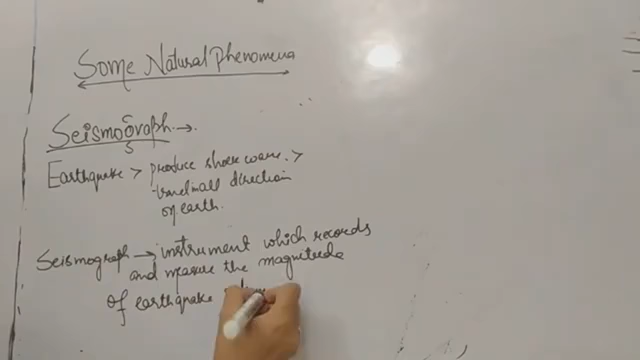 Some Natural Phenomena
Seismograph →
Earthquake > produce shock wave >
travel in all direction
on earth.
Seismograph → instrument which records
and measure the magnitude
of earthquake